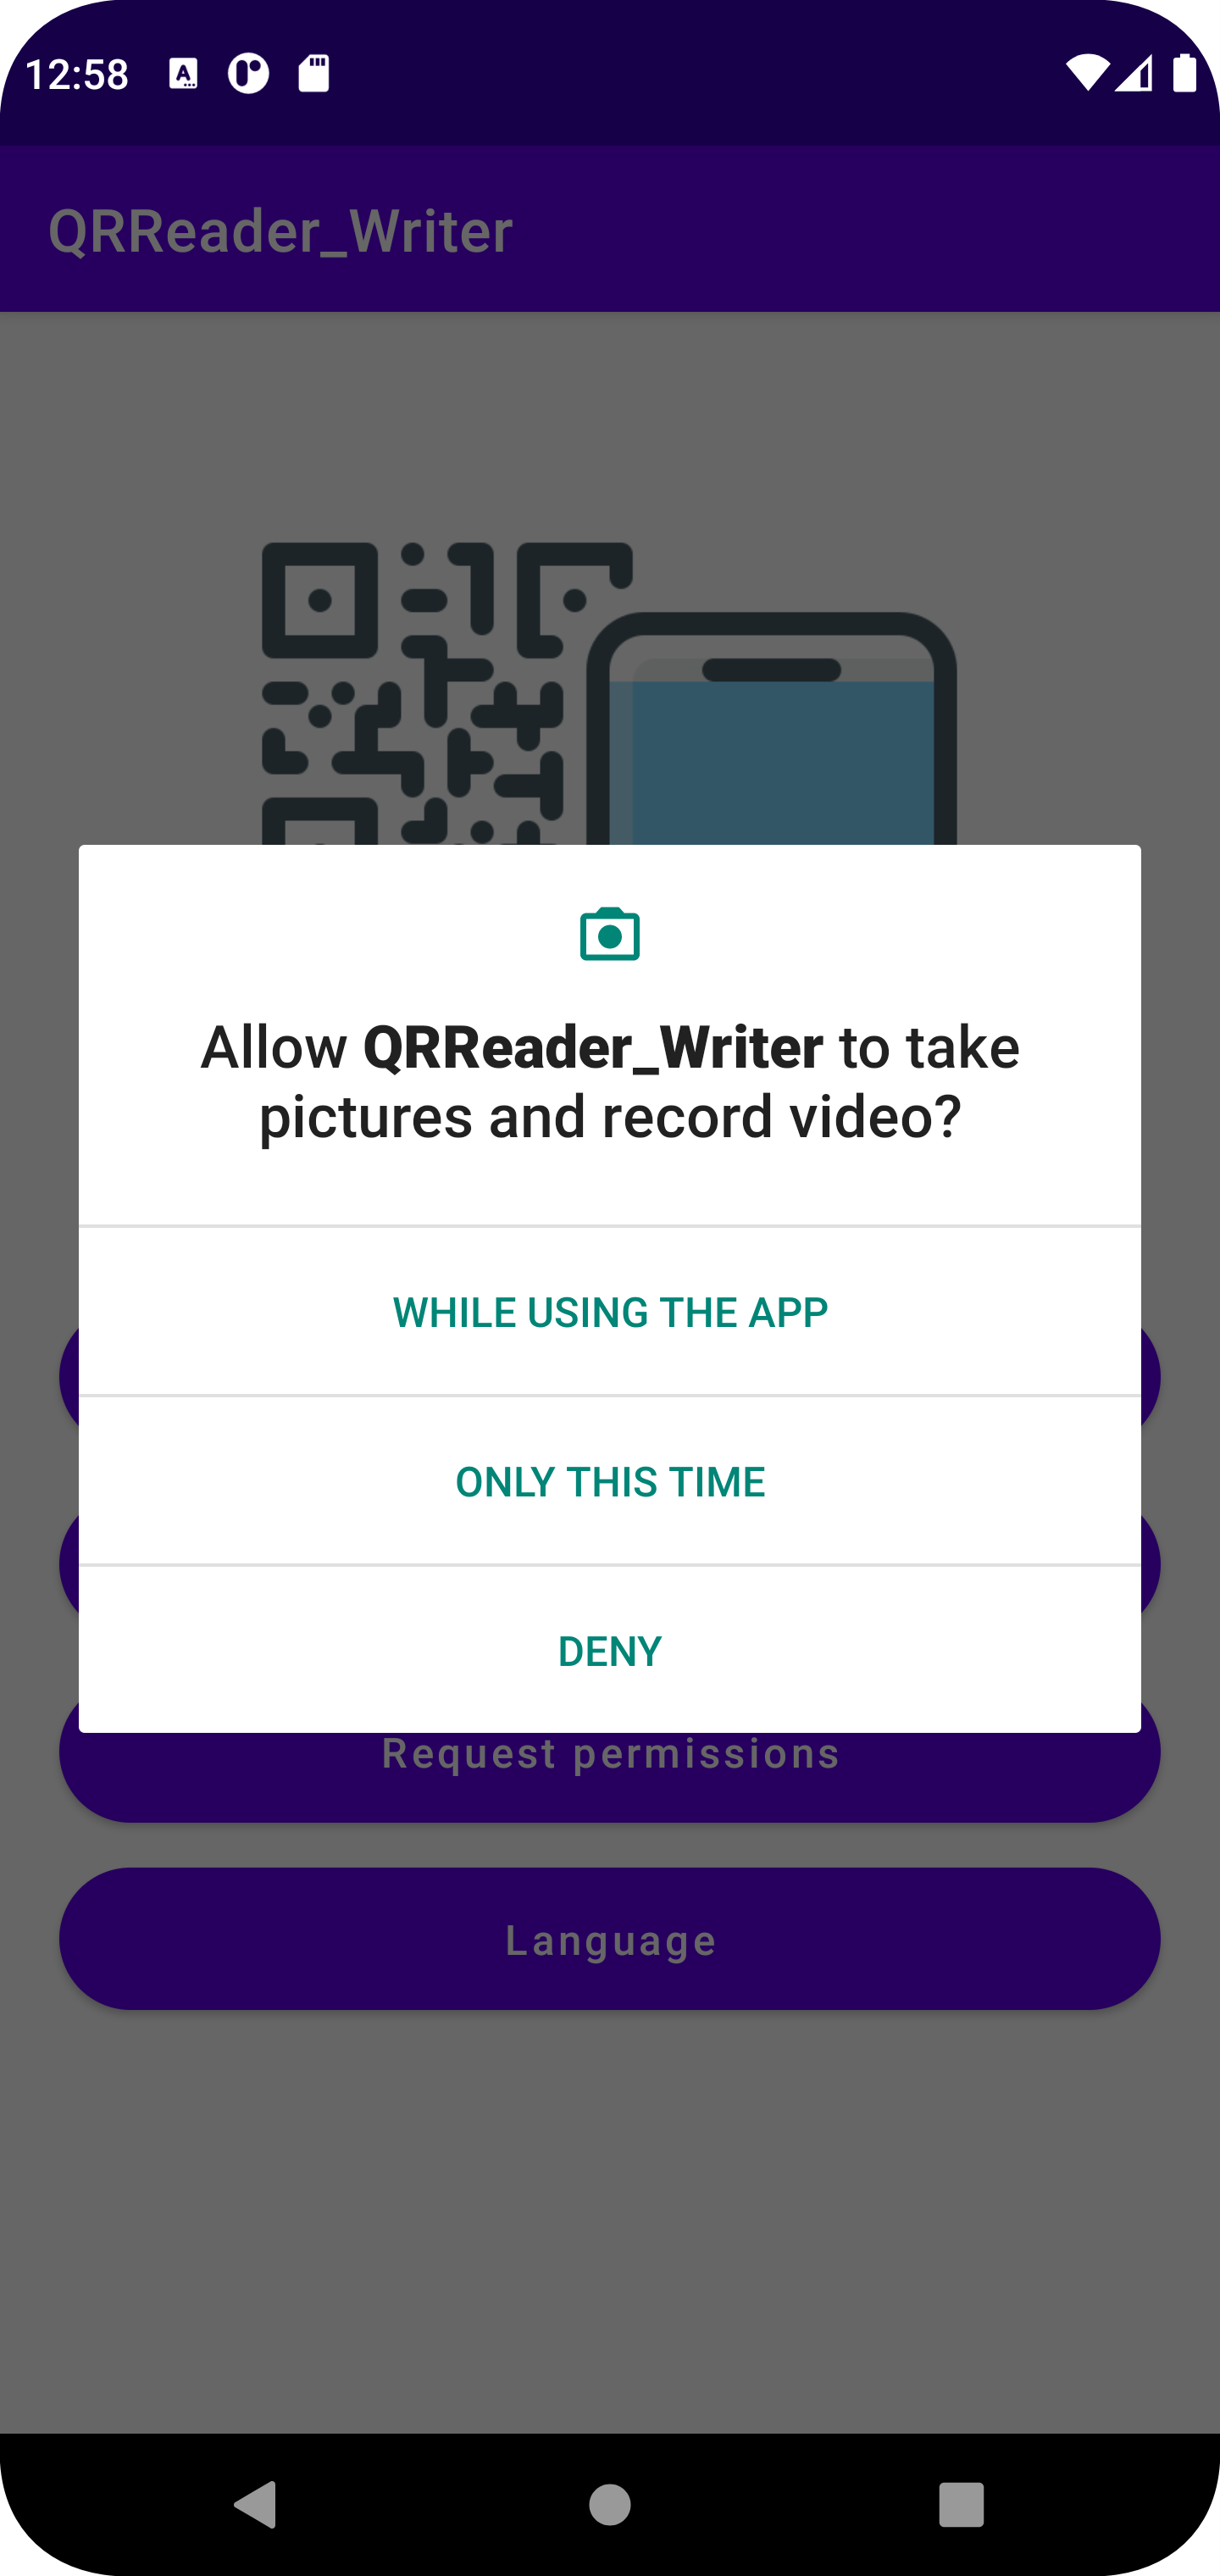 12:58
QRReader_Writer
Allow QRReader_Writer to take
pictures and record video?
WHILE USING THE APP
ONLY THIS TIME
DENY
Request permissions
Language